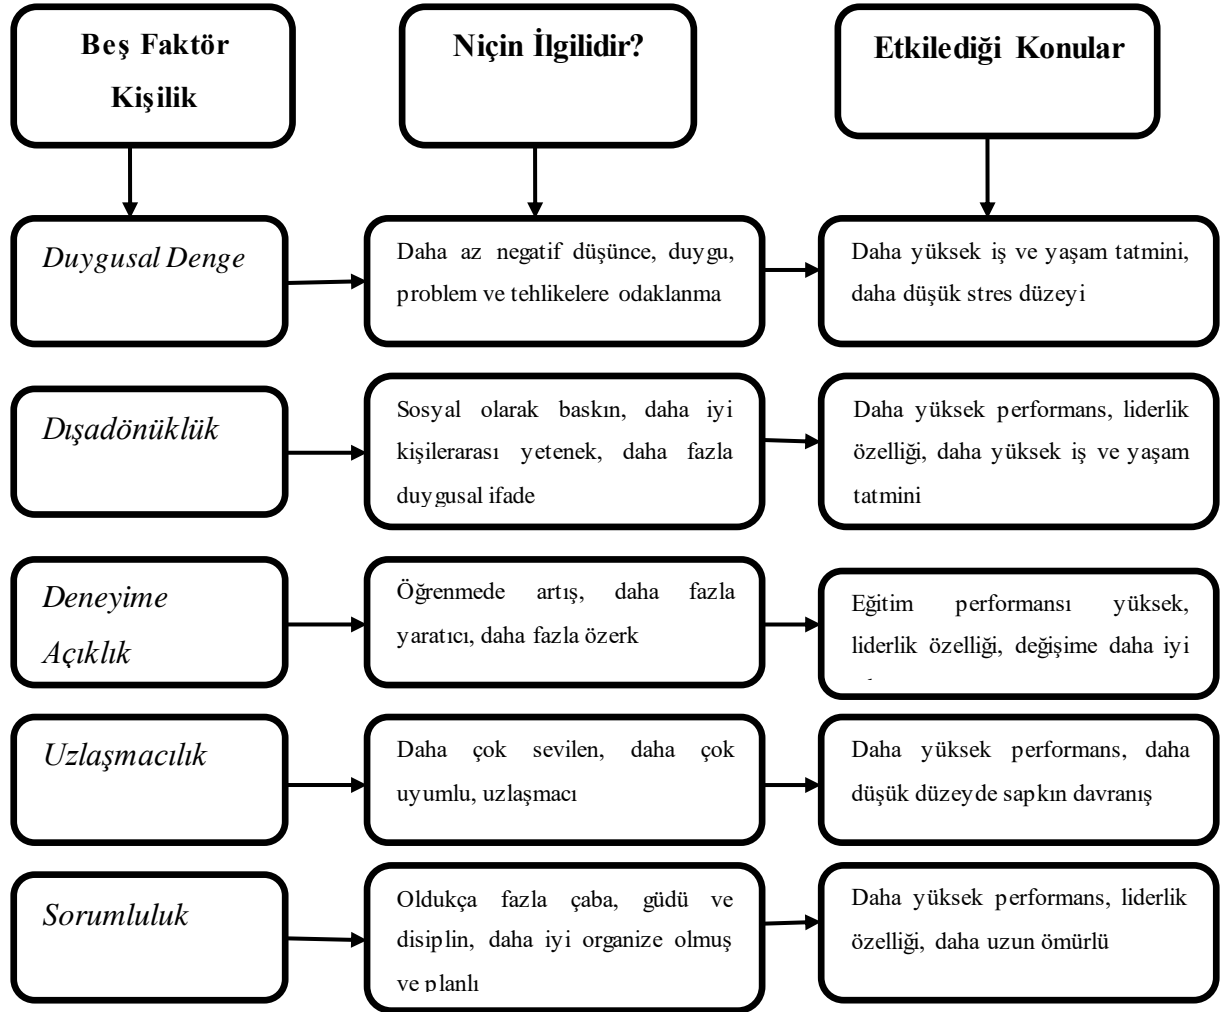 Beş Faktör
Kişilik
Niçin İlgilidir?
Etkilediği Konular
Duygusal Denge
Daha az negatif düşünce, duygu,
problem ve tehlikelere odaklanma
Daha yüksek iş ve yaşam tatmini,
daha düşük stres düzeyi
Dışadönüklük
Sosyal olarak baskın, daha iyi
kişilerarası yetenek, daha fazla
duygusal ifade
Daha yüksek performans, liderlik
özelliği, daha yüksek iş ve yaşam
tatmini
Deneyime
Açıklık
Öğrenmede artış, daha fazla
yaratıcı, daha fazla özerk
Eğitim performansı yüksek,
liderlik özelliği, değişime daha iyi
Uzlaşmacılık
Daha çok sevilen, daha çok
uyumlu, uzlaşmacı
Daha yüksek performans, daha
düşük düzeyde sapkın davranış
Sorumluluk
Oldukça fazla çaba, güdü ve
disiplin, daha iyi organize olmuş
ve planlı
Daha yüksek performans, liderlik
özelliği, daha uzun ömürlü